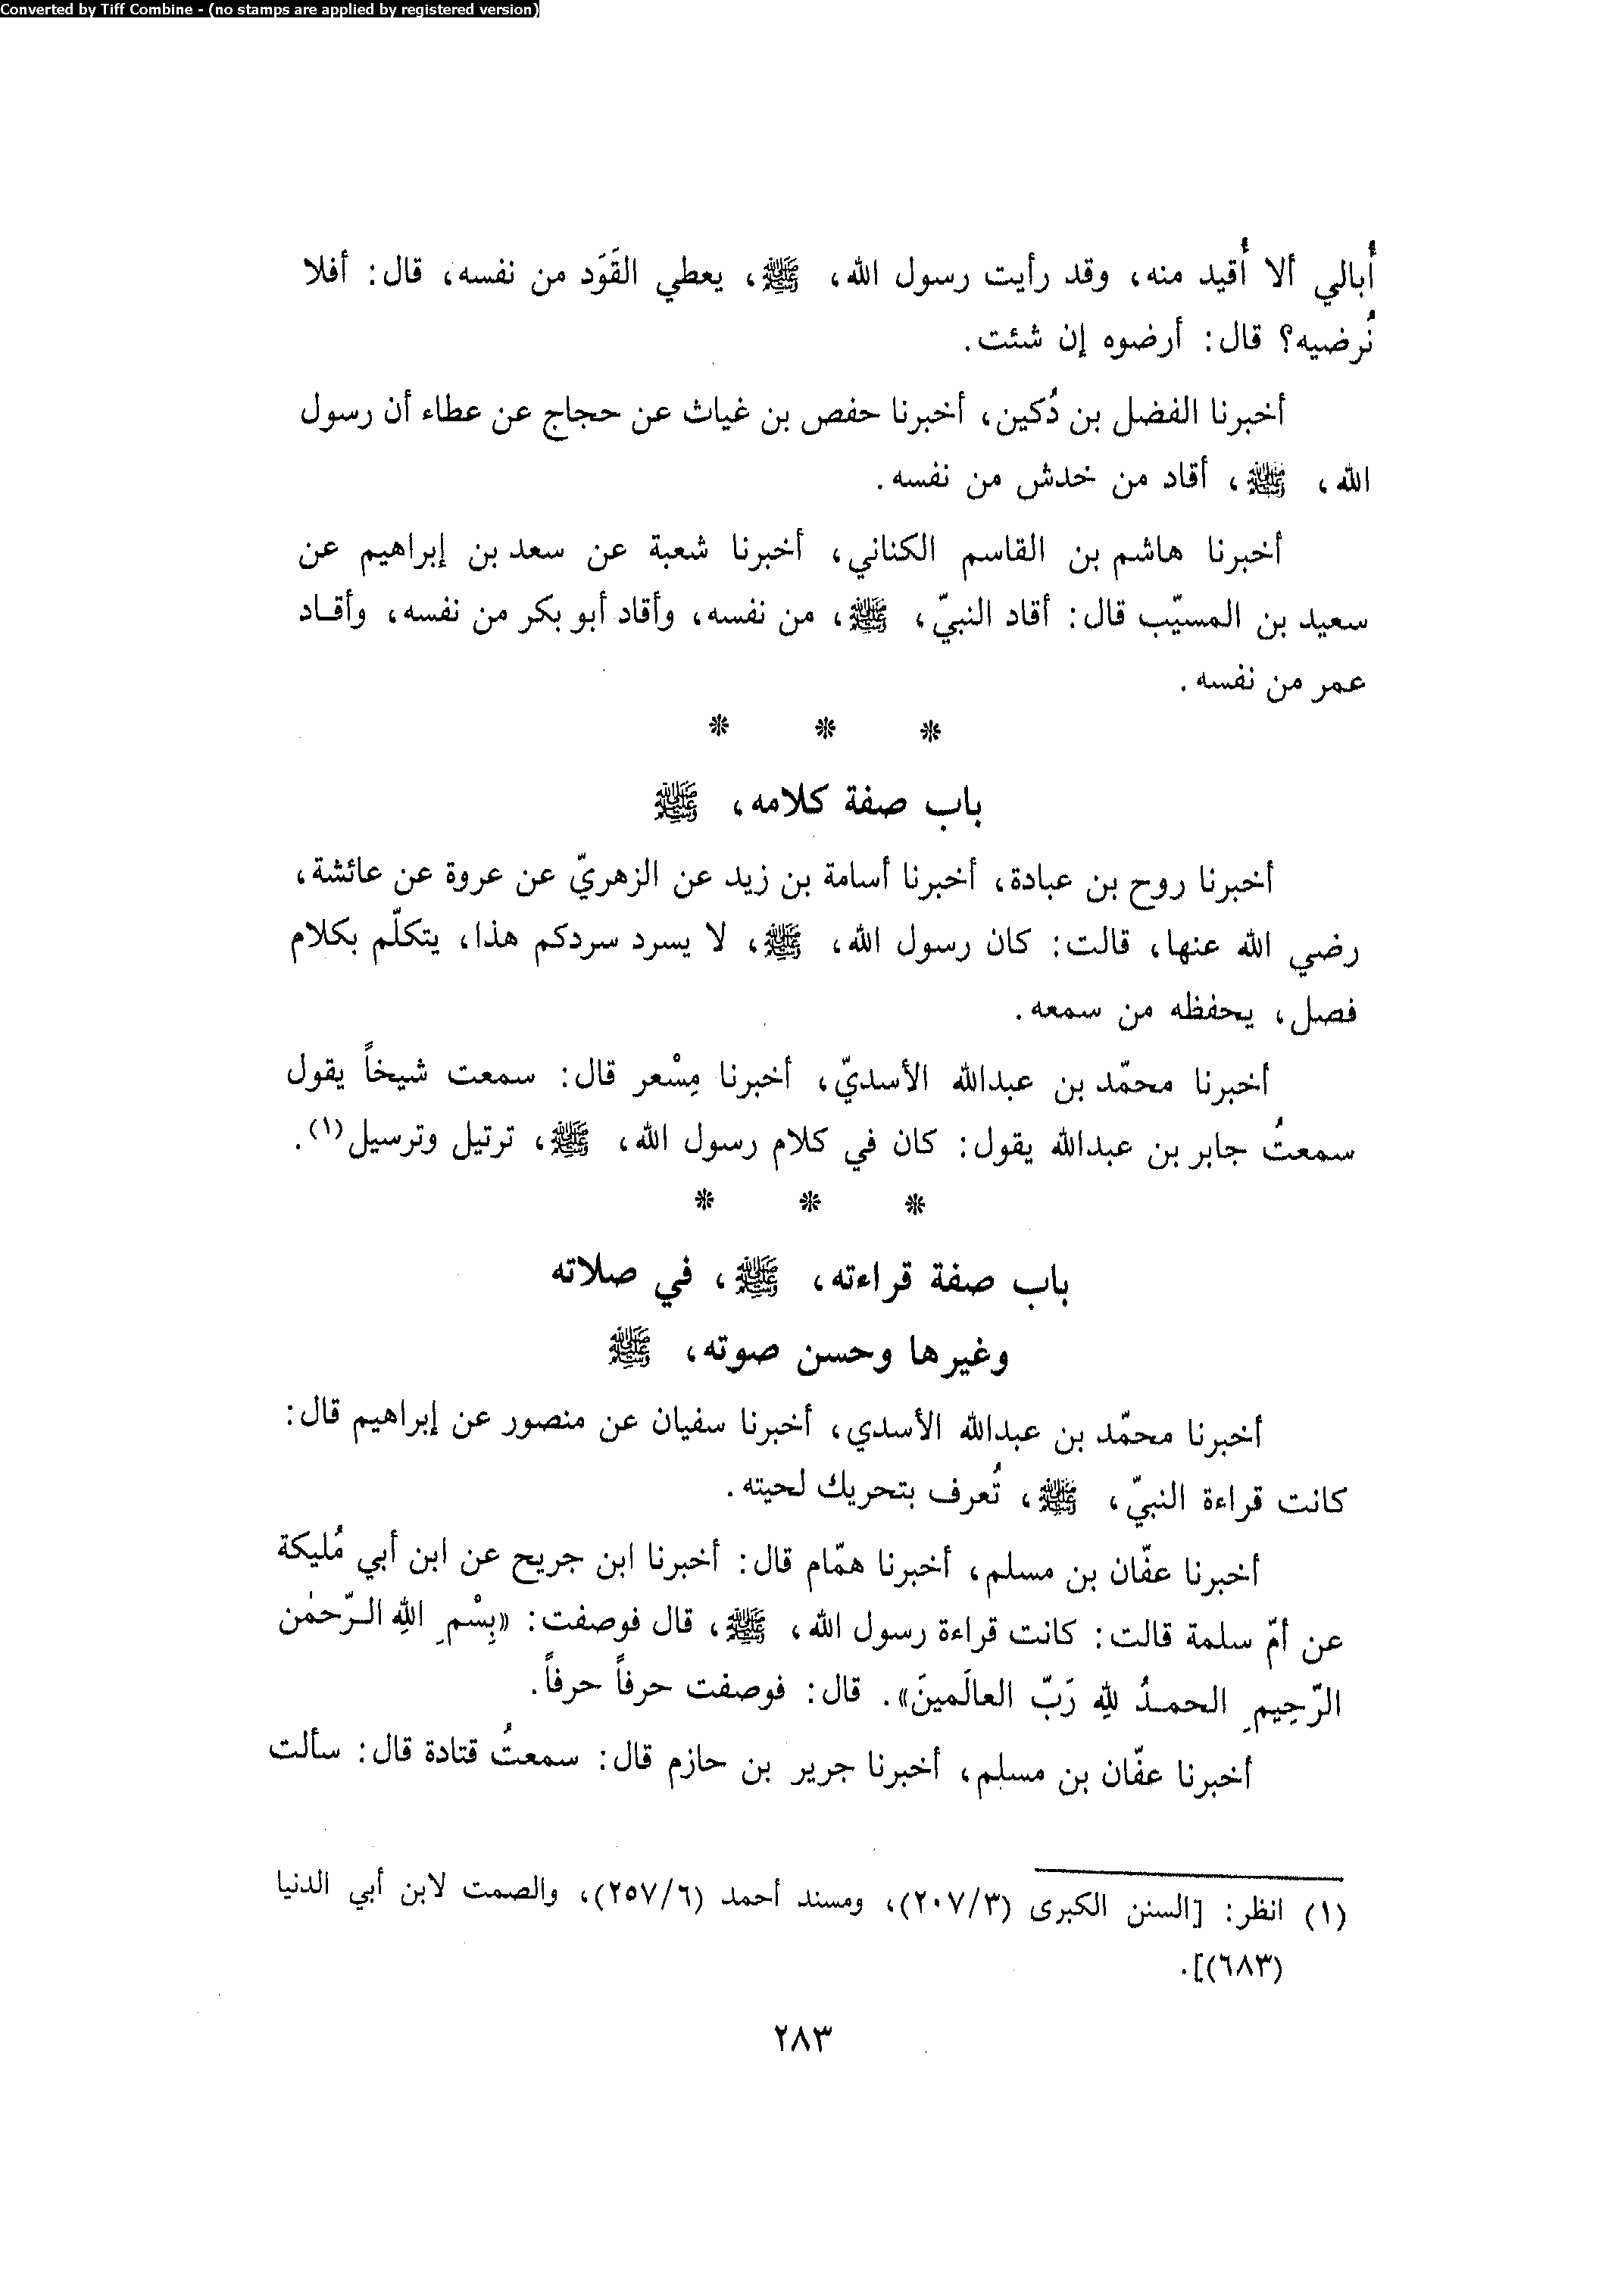 Converted by Tiff Combine - (no stamps are applied by registered version)
أُبالي ألا أُقيد منه، وقد رأيت رسول الله، ﷺ، يعطي القَوَد من نفسه، قال: أفلا
نُرضيه؟ قال: أرضوه إن شئت.
أخبرنا الفضل بن دُكين، أخبرنا حفص بن غياث عن حجاج عن عطاء أن رسول
الله، ﷺ، أقاد من خدش من نفسه.
أخبرنا هاشم بن القاسم الكناني، أخبرنا شعبة عن سعد بن إبراهيم عن
سعيد بن المسيّب قال: أقاد النبيّ، ﷺ، من نفسه، وأقاد أبو بكر من نفسه، وأقـاد
عمر من نفسه.
* * *
باب صفة كلامه، ﷺ
أخبرنا روح بن عبادة، أخبرنا أسامة بن زيد عن الزهريّ عن عروة عن عائشة،
رضي الله عنها، قالت: كان رسول الله، ﷺ، لا يسرد سردكم هذا، يتكلّم بكلام
فصل، يحفظه من سمعه.
أخبرنا محمّد بن عبدالله الأسديّ، أخبرنا مِسْعر قال: سمعت شيخاً يقول
سمعتُ جابر بن عبدالله يقول: كان في كلام رسول الله، ﷺ، ترتيل وترسيل(١).
* * *
باب صفة قراءته، ﷺ، في صلاته
وغيرها وحسن صوته، ﷺ
أخبرنا محمّد بن عبدالله الأسدي، أخبرنا سفيان عن منصور عن إبراهيم قال:
كانت قراءة النبيّ، ﷺ، تُعرف بتحريك لحيته.
أخبرنا عفّان بن مسلم، أخبرنا همّام قال: أخبرنا ابن جريح عن ابن أبي مُليكة
عن أمّ سلمة قالت: كانت قراءة رسول الله، ﷺ، قال فوصفت: «بِسْمِ اللهِ الـرّحمٰن
الرّحِيمِ الحمـدُ للهِ رَبّ العالَمينَ». قال: فوصفت حرفاً حرفاً.
أخبرنا عفّان بن مسلم، أخبرنا جرير بن حازم قال: سمعتُ قتادة قال: سألت
(١) انظر: [السنن الكبرى (٢٠٧/٣)، ومسند أحمد (٢٥٧/٦)، والصمت لابن أبي الدنيا
(٦٨٣)].
٢٨٣